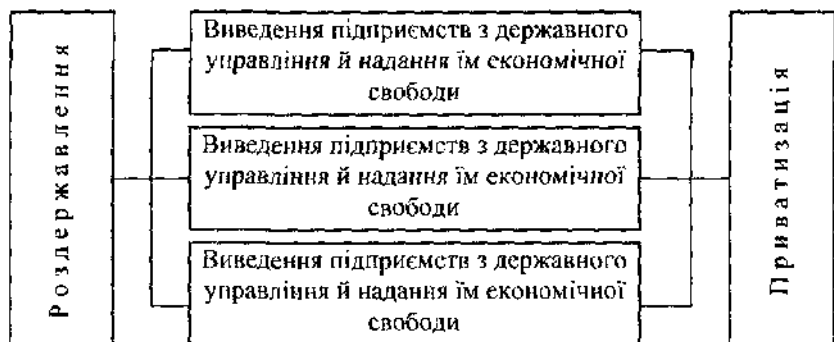 Роздержавлення
Виведення підприємств з державного
управління й надання їм економічної
свободи
Виведення підприємств з державного
управління й надання їм економічної
свободи
Виведення підприємств з державного
управління й надання їм економічної
свободи
Приватизація